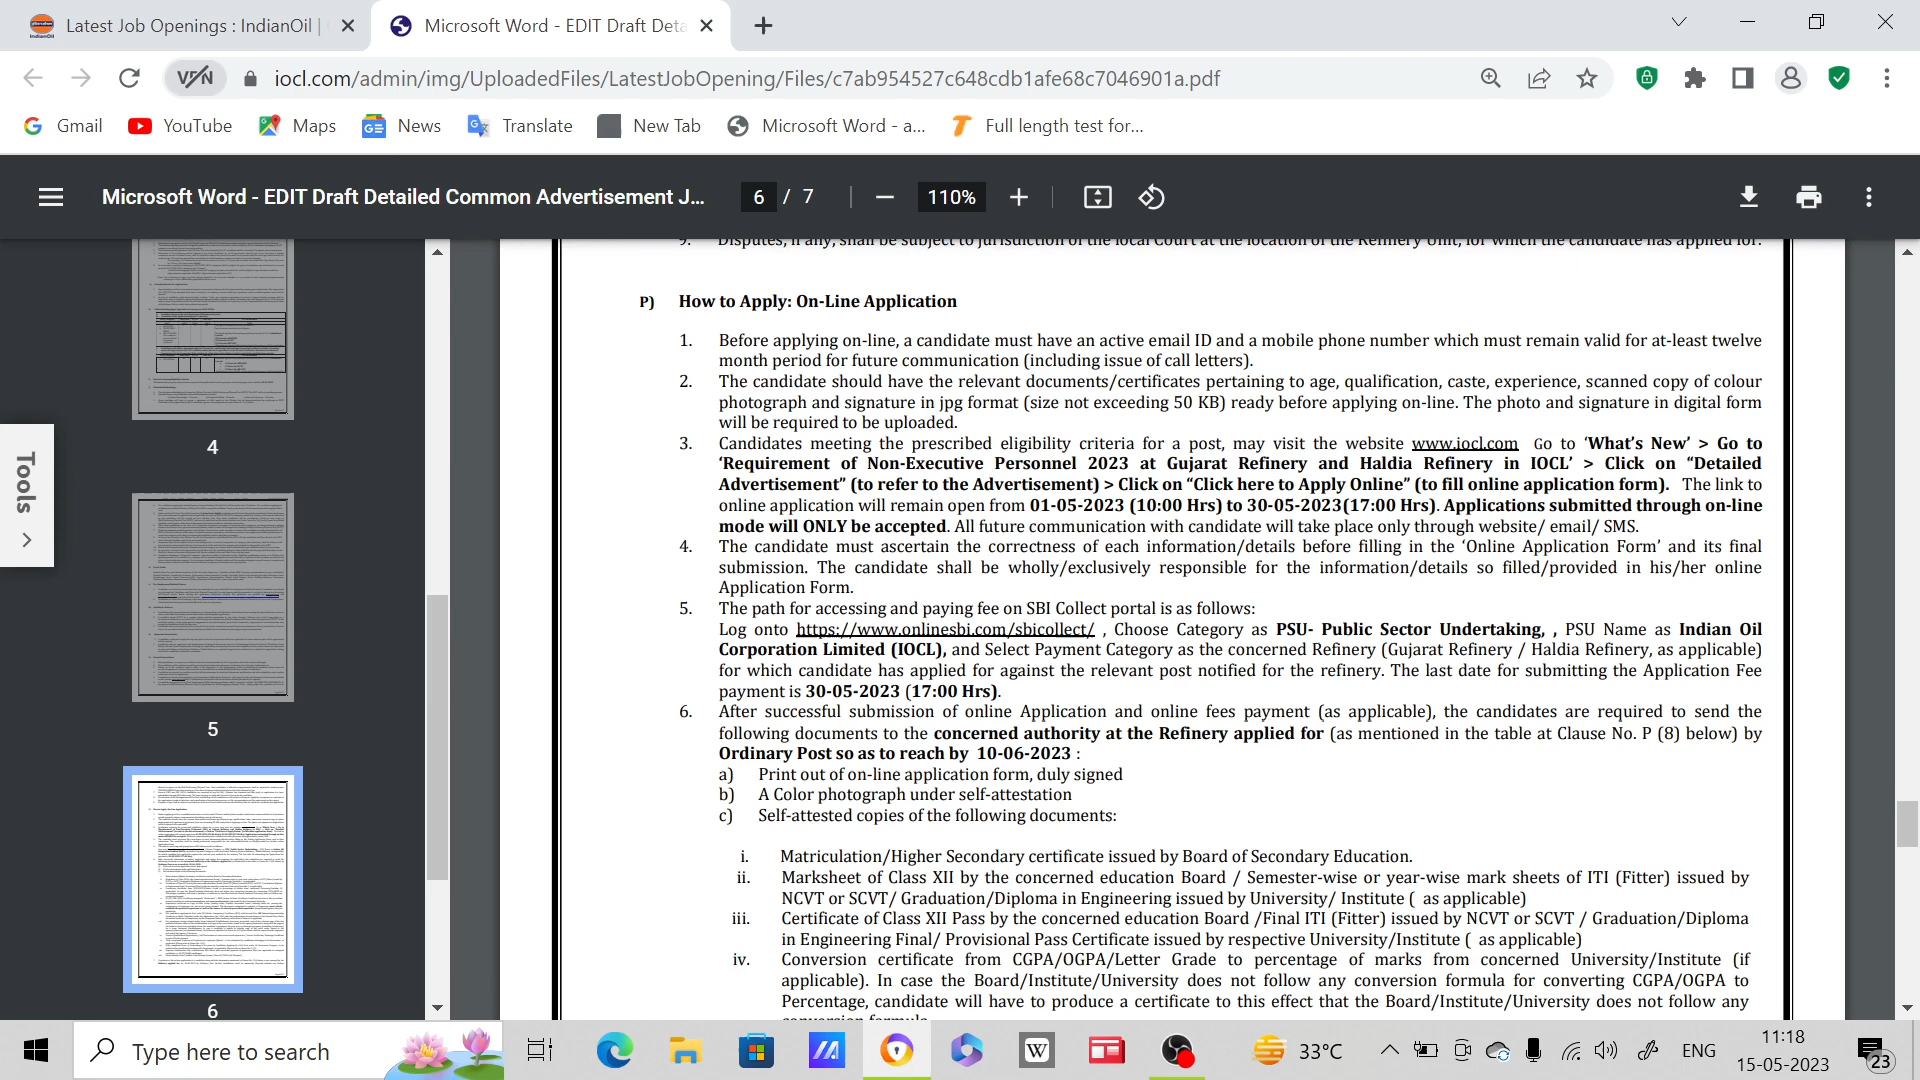 Latest Job Openings : IndianOil |
Microsoft Word - EDIT Draft Deta
VPN
iocl.com/admin/img/UploadedFiles/LatestJobOpening/Files/c7ab954527c648cdb1afe68c7046901a.pdf
Gmail
YouTube
Maps
News
Translate
New Tab
Microsoft Word - a...
Full length test for...
Microsoft Word - EDIT Draft Detailed Common Advertisement J...
6 / 7
110%
4
5
6
Tools
9. Disputes, if any, shall be subject to jurisdiction of the local Court at the location of the Refinery Unit, for which the candidate has applied for.
P) How to Apply: On-Line Application
1. Before applying on-line, a candidate must have an active email ID and a mobile phone number which must remain valid for at-least twelve
month period for future communication (including issue of call letters).
2. The candidate should have the relevant documents/certificates pertaining to age, qualification, caste, experience, scanned copy of colour
photograph and signature in jpg format (size not exceeding 50 KB) ready before applying on-line. The photo and signature in digital form
will be required to be uploaded.
3. Candidates meeting the prescribed eligibility criteria for a post, may visit the website www.iocl.com Go to ‘What’s New’ > Go to
‘Requirement of Non-Executive Personnel 2023 at Gujarat Refinery and Haldia Refinery in IOCL’ > Click on “Detailed
Advertisement” (to refer to the Advertisement) > Click on “Click here to Apply Online” (to fill online application form). The link to
online application will remain open from 01-05-2023 (10:00 Hrs) to 30-05-2023(17:00 Hrs). Applications submitted through on-line
mode will ONLY be accepted. All future communication with candidate will take place only through website/ email/ SMS.
4. The candidate must ascertain the correctness of each information/details before filling in the ‘Online Application Form’ and its final
submission. The candidate shall be wholly/exclusively responsible for the information/details so filled/provided in his/her online
Application Form.
5. The path for accessing and paying fee on SBI Collect portal is as follows:
Log onto https://www.onlinesbi.com/sbicollect/ , Choose Category as PSU- Public Sector Undertaking, , PSU Name as Indian Oil
Corporation Limited (IOCL), and Select Payment Category as the concerned Refinery (Gujarat Refinery / Haldia Refinery, as applicable)
for which candidate has applied for against the relevant post notified for the refinery. The last date for submitting the Application Fee
payment is 30-05-2023 (17:00 Hrs).
6. After successful submission of online Application and online fees payment (as applicable), the candidates are required to send the
following documents to the concerned authority at the Refinery applied for (as mentioned in the table at Clause No. P (8) below) by
Ordinary Post so as to reach by 10-06-2023 :
a) Print out of on-line application form, duly signed
b) A Color photograph under self-attestation
c) Self-attested copies of the following documents:
i. Matriculation/Higher Secondary certificate issued by Board of Secondary Education.
ii. Marksheet of Class XII by the concerned education Board / Semester-wise or year-wise mark sheets of ITI (Fitter) issued by
NCVT or SCVT/ Graduation/Diploma in Engineering issued by University/ Institute ( as applicable)
iii. Certificate of Class XII Pass by the concerned education Board /Final ITI (Fitter) issued by NCVT or SCVT / Graduation/Diploma
in Engineering Final/ Provisional Pass Certificate issued by respective University/Institute ( as applicable)
iv. Conversion certificate from CGPA/OGPA/Letter Grade to percentage of marks from concerned University/Institute (if
applicable). In case the Board/Institute/University does not follow any conversion formula for converting CGPA/OGPA to
Percentage, candidate will have to produce a certificate to this effect that the Board/Institute/University does not follow any
conversion formula.
Type here to search
33°C
ENG
11:18
15-05-2023
23